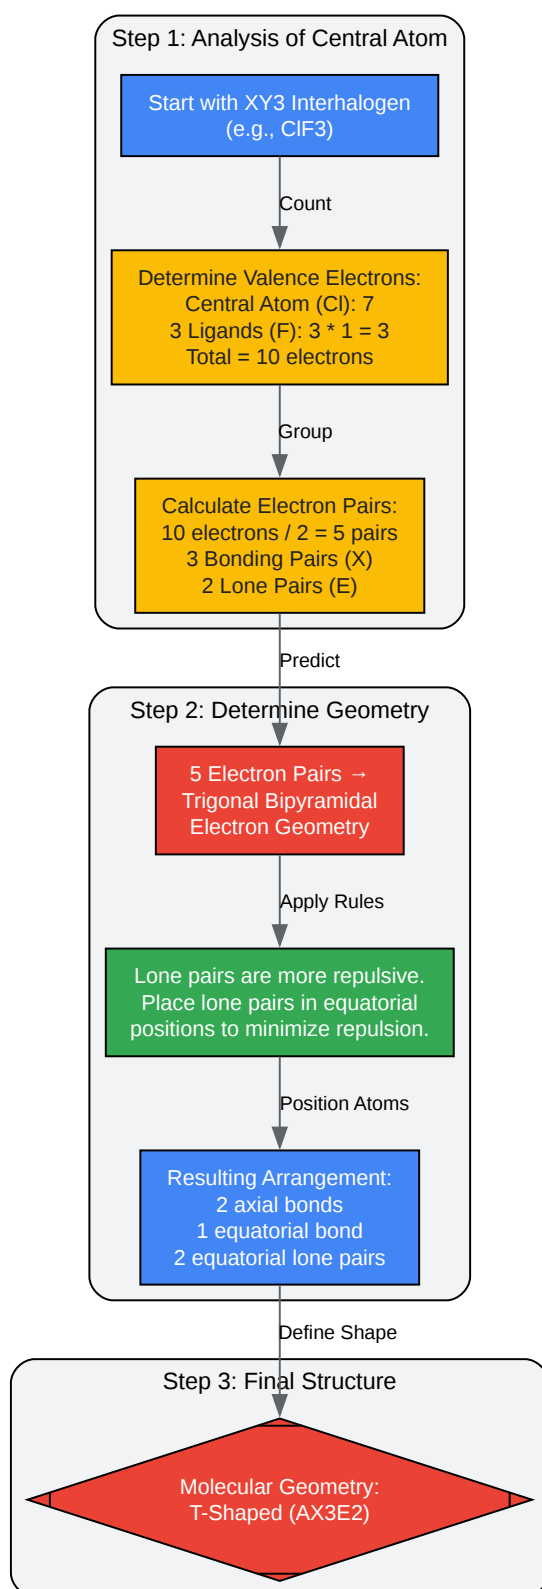 Step 1: Analysis of Central Atom
Start with XY3 Interhalogen
(e.g., ClF3)
Count
Determine Valence Electrons:
Central Atom (Cl): 7
3 Ligands (F): 3 * 1 = 3
Total = 10 electrons
Group
Calculate Electron Pairs:
10 electrons / 2 = 5 pairs
3 Bonding Pairs (X)
2 Lone Pairs (E)
Predict
Step 2: Determine Geometry
5 Electron Pairs →
Trigonal Bipyramidal
Electron Geometry
Apply Rules
Lone pairs are more repulsive.
Place lone pairs in equatorial
positions to minimize repulsion.
Position Atoms
Resulting Arrangement:
2 axial bonds
1 equatorial bond
2 equatorial lone pairs
Define Shape
Step 3: Final Structure
Molecular Geometry:
T-Shaped (AX3E2)